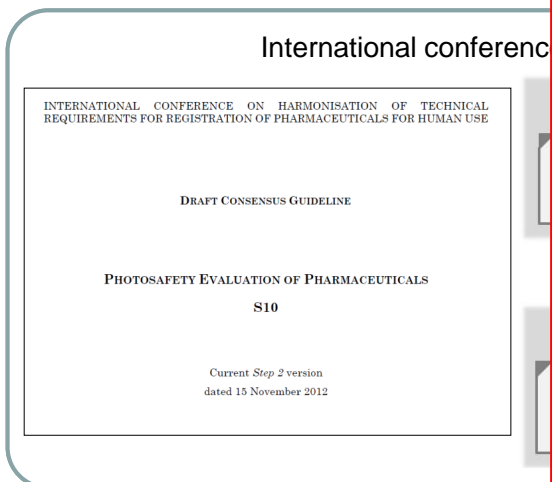 International conferenc
INTERNATIONAL CONFERENCE ON HARMONISATION OF TECHNICAL
REQUIREMENTS FOR REGISTRATION OF PHARMACEUTICALS FOR HUMAN USE
DRAFT CONSENSUS GUIDELINE
PHOTOSAFETY EVALUATION OF PHARMACEUTICALS
S10
Current Step 2 version
dated 15 November 2012